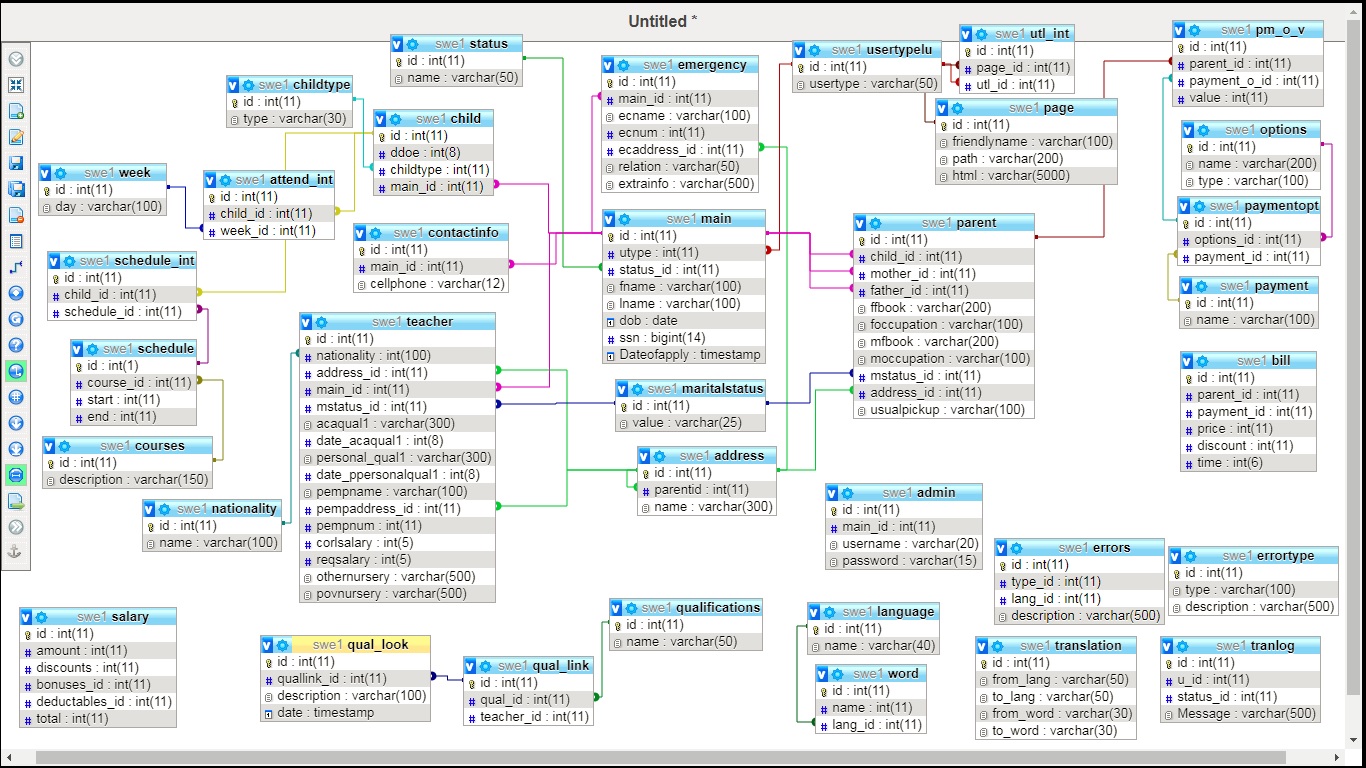 Untitled *
swe1 status
id : int(11)
name : varchar(50)
swe1 childtype
id : int(11)
type : varchar(30)
swe1 child
id : int(11)
ddoe : int(8)
childtype : int(11)
main_id : int(11)
swe1 week
id : int(11)
day : varchar(100)
swe1 attend_int
id : int(11)
child_id : int(11)
week_id : int(11)
swe1 contactinfo
id : int(11)
main_id : int(11)
cellphone : varchar(12)
swe1 schedule_int
id : int(11)
child_id : int(11)
schedule_id : int(11)
swe1 schedule
id : int(1)
course_id : int(11)
start : int(11)
end : int(11)
swe1 courses
id : int(11)
description : varchar(150)
swe1 nationality
id : int(11)
name : varchar(100)
swe1 teacher
id : int(11)
nationality : int(100)
address_id : int(11)
main_id : int(11)
mstatus_id : int(11)
acaqual1 : varchar(300)
date_acaqual1 : int(8)
personal_qual1 : varchar(300)
date_ppersonalqual1 : int(8)
pempname : varchar(100)
pempaddress_id : int(11)
pempnum : int(11)
corlsalary : int(5)
reqsalary : int(5)
othernursery : varchar(500)
povnursery : varchar(500)
swe1 emergency
id : int(11)
main_id : int(11)
ecname : varchar(100)
ecnum : int(11)
ecaddress_id : int(11)
relation : varchar(50)
extrainfo : varchar(500)
swe1 main
id : int(11)
utype : int(11)
status_id : int(11)
fname : varchar(100)
lname : varchar(100)
dob : date
ssn : bigint(14)
Dateofapply : timestamp
swe1 maritalstatus
id : int(11)
value : varchar(25)
swe1 address
id : int(11)
parentid : int(11)
name : varchar(300)
swe1 usertypelu
id : int(11)
usertype : varchar(50)
swe1 utl_int
id : int(11)
page_id : int(11)
utl_id : int(11)
swe1 page
id : int(11)
friendlyname : varchar(100)
path : varchar(200)
html : varchar(5000)
swe1 parent
id : int(11)
child_id : int(11)
mother_id : int(11)
father_id : int(11)
ffbook : varchar(200)
foccupation : varchar(100)
mfbook : varchar(200)
moccupation : varchar(100)
mstatus_id : int(11)
address_id : int(11)
usualpickup : varchar(100)
swe1 pm_o_v
id : int(11)
parent_id : int(11)
payment_o_id : int(11)
value : int(11)
swe1 options
id : int(11)
name : varchar(200)
type : varchar(100)
swe1 paymentopt
id : int(11)
options_id : int(11)
payment_id : int(11)
swe1 payment
id : int(11)
name : varchar(100)
swe1 bill
id : int(11)
parent_id : int(11)
payment_id : int(11)
price : int(11)
discount : int(11)
time : int(6)
swe1 admin
id : int(11)
main_id : int(11)
username : varchar(20)
password : varchar(15)
swe1 errors
id : int(11)
type_id : int(11)
lang_id : int(11)
description : varchar(500)
swe1 errortype
id : int(11)
type : varchar(100)
description : varchar(500)
swe1 salary
id : int(11)
amount : int(11)
discounts : int(11)
bonuses_id : int(11)
deductables_id : int(11)
total : int(11)
swe1 qual_look
id : int(11)
quallink_id : int(11)
description : varchar(100)
date : timestamp
swe1 qual_link
id : int(11)
qual_id : int(11)
teacher_id : int(11)
swe1 qualifications
id : int(11)
name : varchar(50)
swe1 language
id : int(11)
name : varchar(40)
swe1 word
id : int(11)
name : int(11)
lang_id : int(11)
swe1 translation
id : int(11)
from_lang : varchar(50)
to_lang : varchar(50)
from_word : varchar(30)
to_word : varchar(30)
swe1 tranlog
id : int(11)
u_id : int(11)
status_id : int(11)
Message : varchar(500)